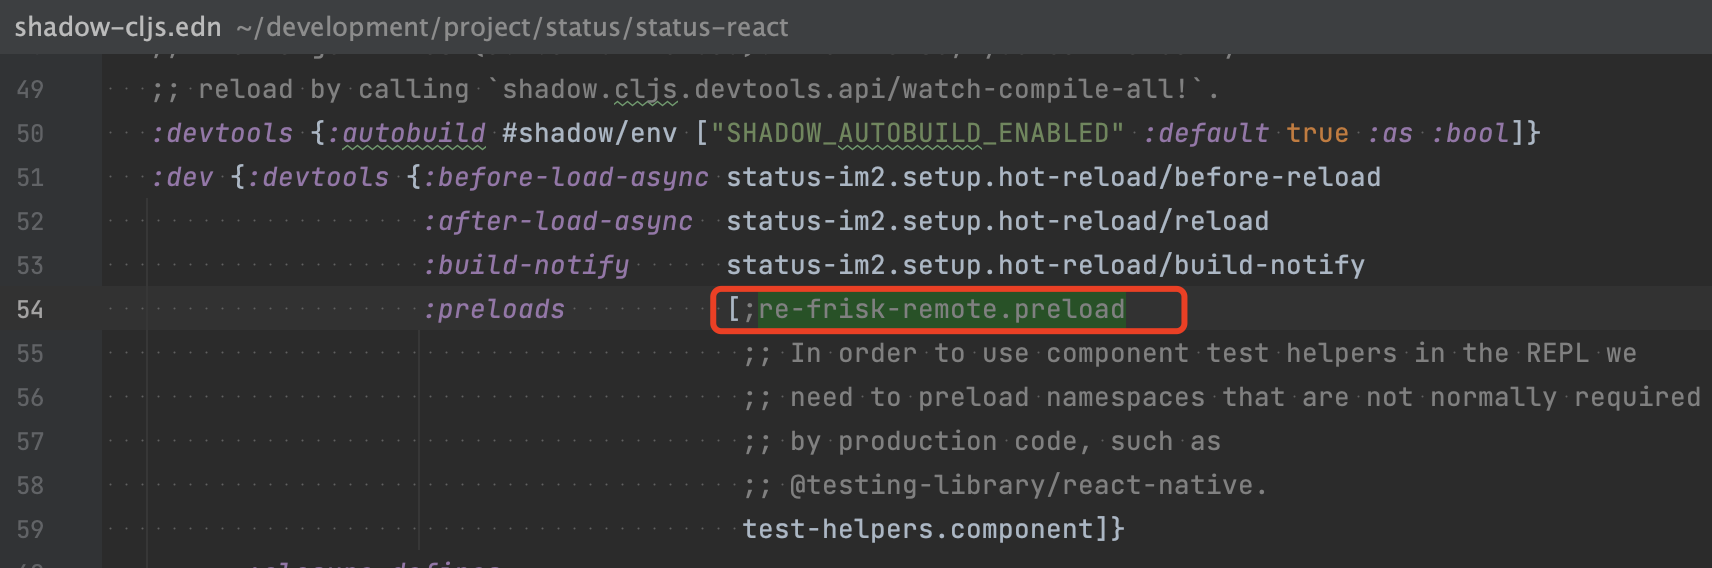 shadow-cljs.edn ~/development/project/status/status-react
49 ;; reload by calling `shadow.cljs.devtools.api/watch-compile-all!`.
50 :devtools {:autobuild #shadow/env ["SHADOW_AUTOBUILD_ENABLED" :default true :as :bool]}
51 :dev {:devtools {:before-load-async status-im2.setup.hot-reload/before-reload
52 :after-load-async status-im2.setup.hot-reload/reload
53 :build-notify status-im2.setup.hot-reload/build-notify
54 :preloads [;re-frisk-remote.preload
55 ;; In order to use component test helpers in the REPL we
56 ;; need to preload namespaces that are not normally required
57 ;; by production code, such as
58 ;; @testing-library/react-native.
59 test-helpers.component]}